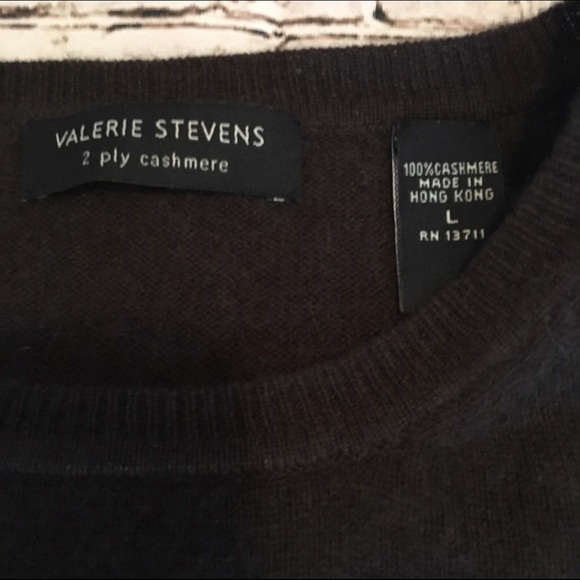 VALERIE STEVENS
2 ply cashmere
100%CASHMERE
MADE IN
HONG KONG
L
RN 13711